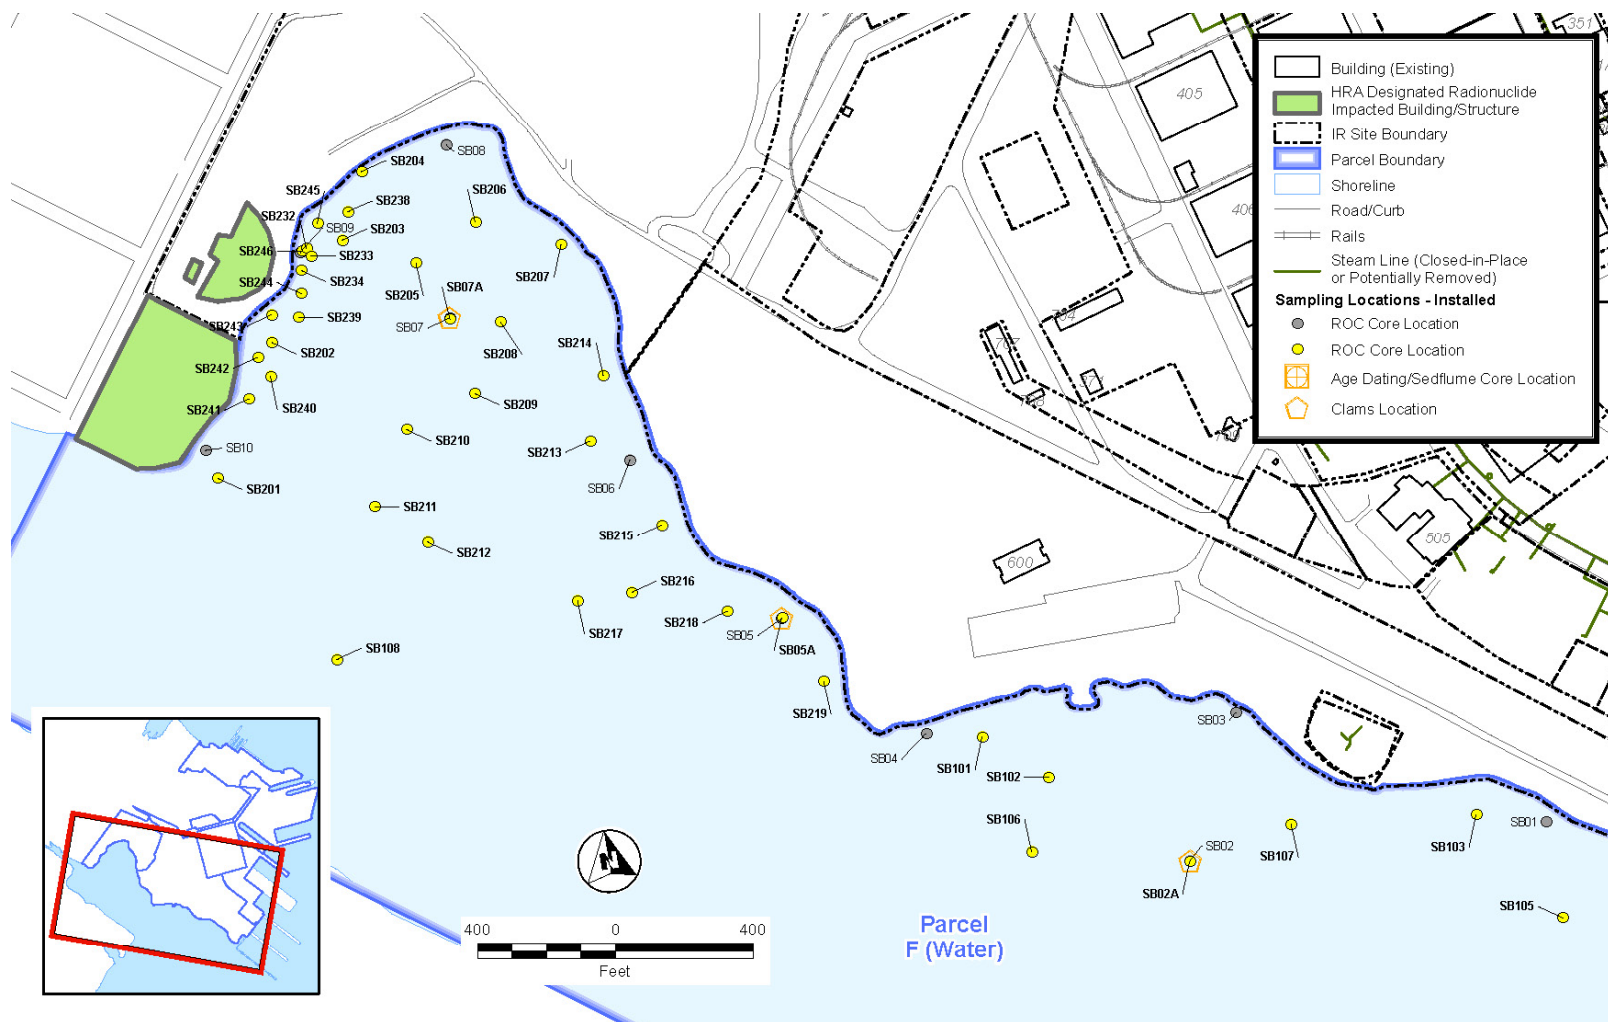 351
405
406
Building (Existing)
HRA Designated Radionuclide
Impacted Building/Structure
IR Site Boundary
Parcel Boundary
Shoreline
Road/Curb
Rails
Steam Line (Closed-in-Place
or Potentially Removed)
Sampling Locations - Installed
ROC Core Location
ROC Core Location
Age Dating/Sedflume Core Location
Clams Location
SB08
SB204
SB245
SB206
SB238
SB232
SB09
SB203
SB246
SB233
SB207
SB234
SB244
SB205
SB07A
SB243
SB239
SB07
SB214
SB202
SB208
SB242
SB240
SB241
SB209
SB210
SB10
SB213
SB201
SB06
SB211
SB215
SB212
SB216
SB217
SB218
SB05
SB05A
SB108
SB219
SB04
SB03
SB101
SB102
SB106
SB02
SB107
SB103
SB01
SB02A
SB105
371
505
600
N
400 0 400
Feet
Parcel
F (Water)